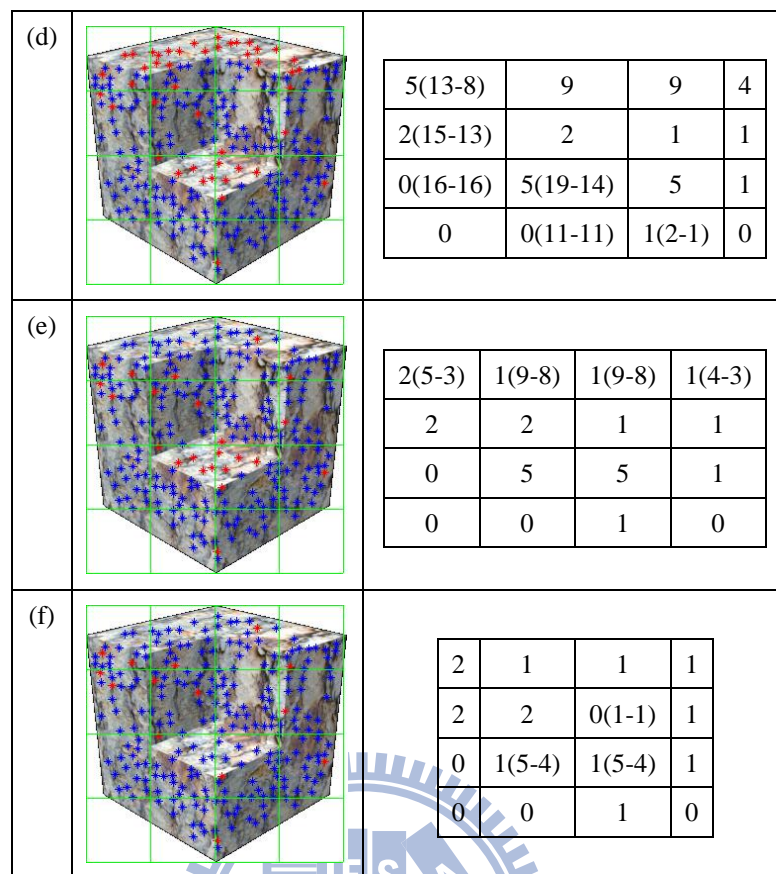 (d)
5(13-8) 9 9 4
2(15-13) 2 1 1
0(16-16) 5(19-14) 5 1
0 0(11-11) 1(2-1) 0
(e)
2(5-3) 1(9-8) 1(9-8) 1(4-3)
2 2 1 1
0 5 5 1
0 0 1 0
(f)
2 1 1 1
2 2 0(1-1) 1
0 1(5-4) 1(5-4) 1
0 0 1 0